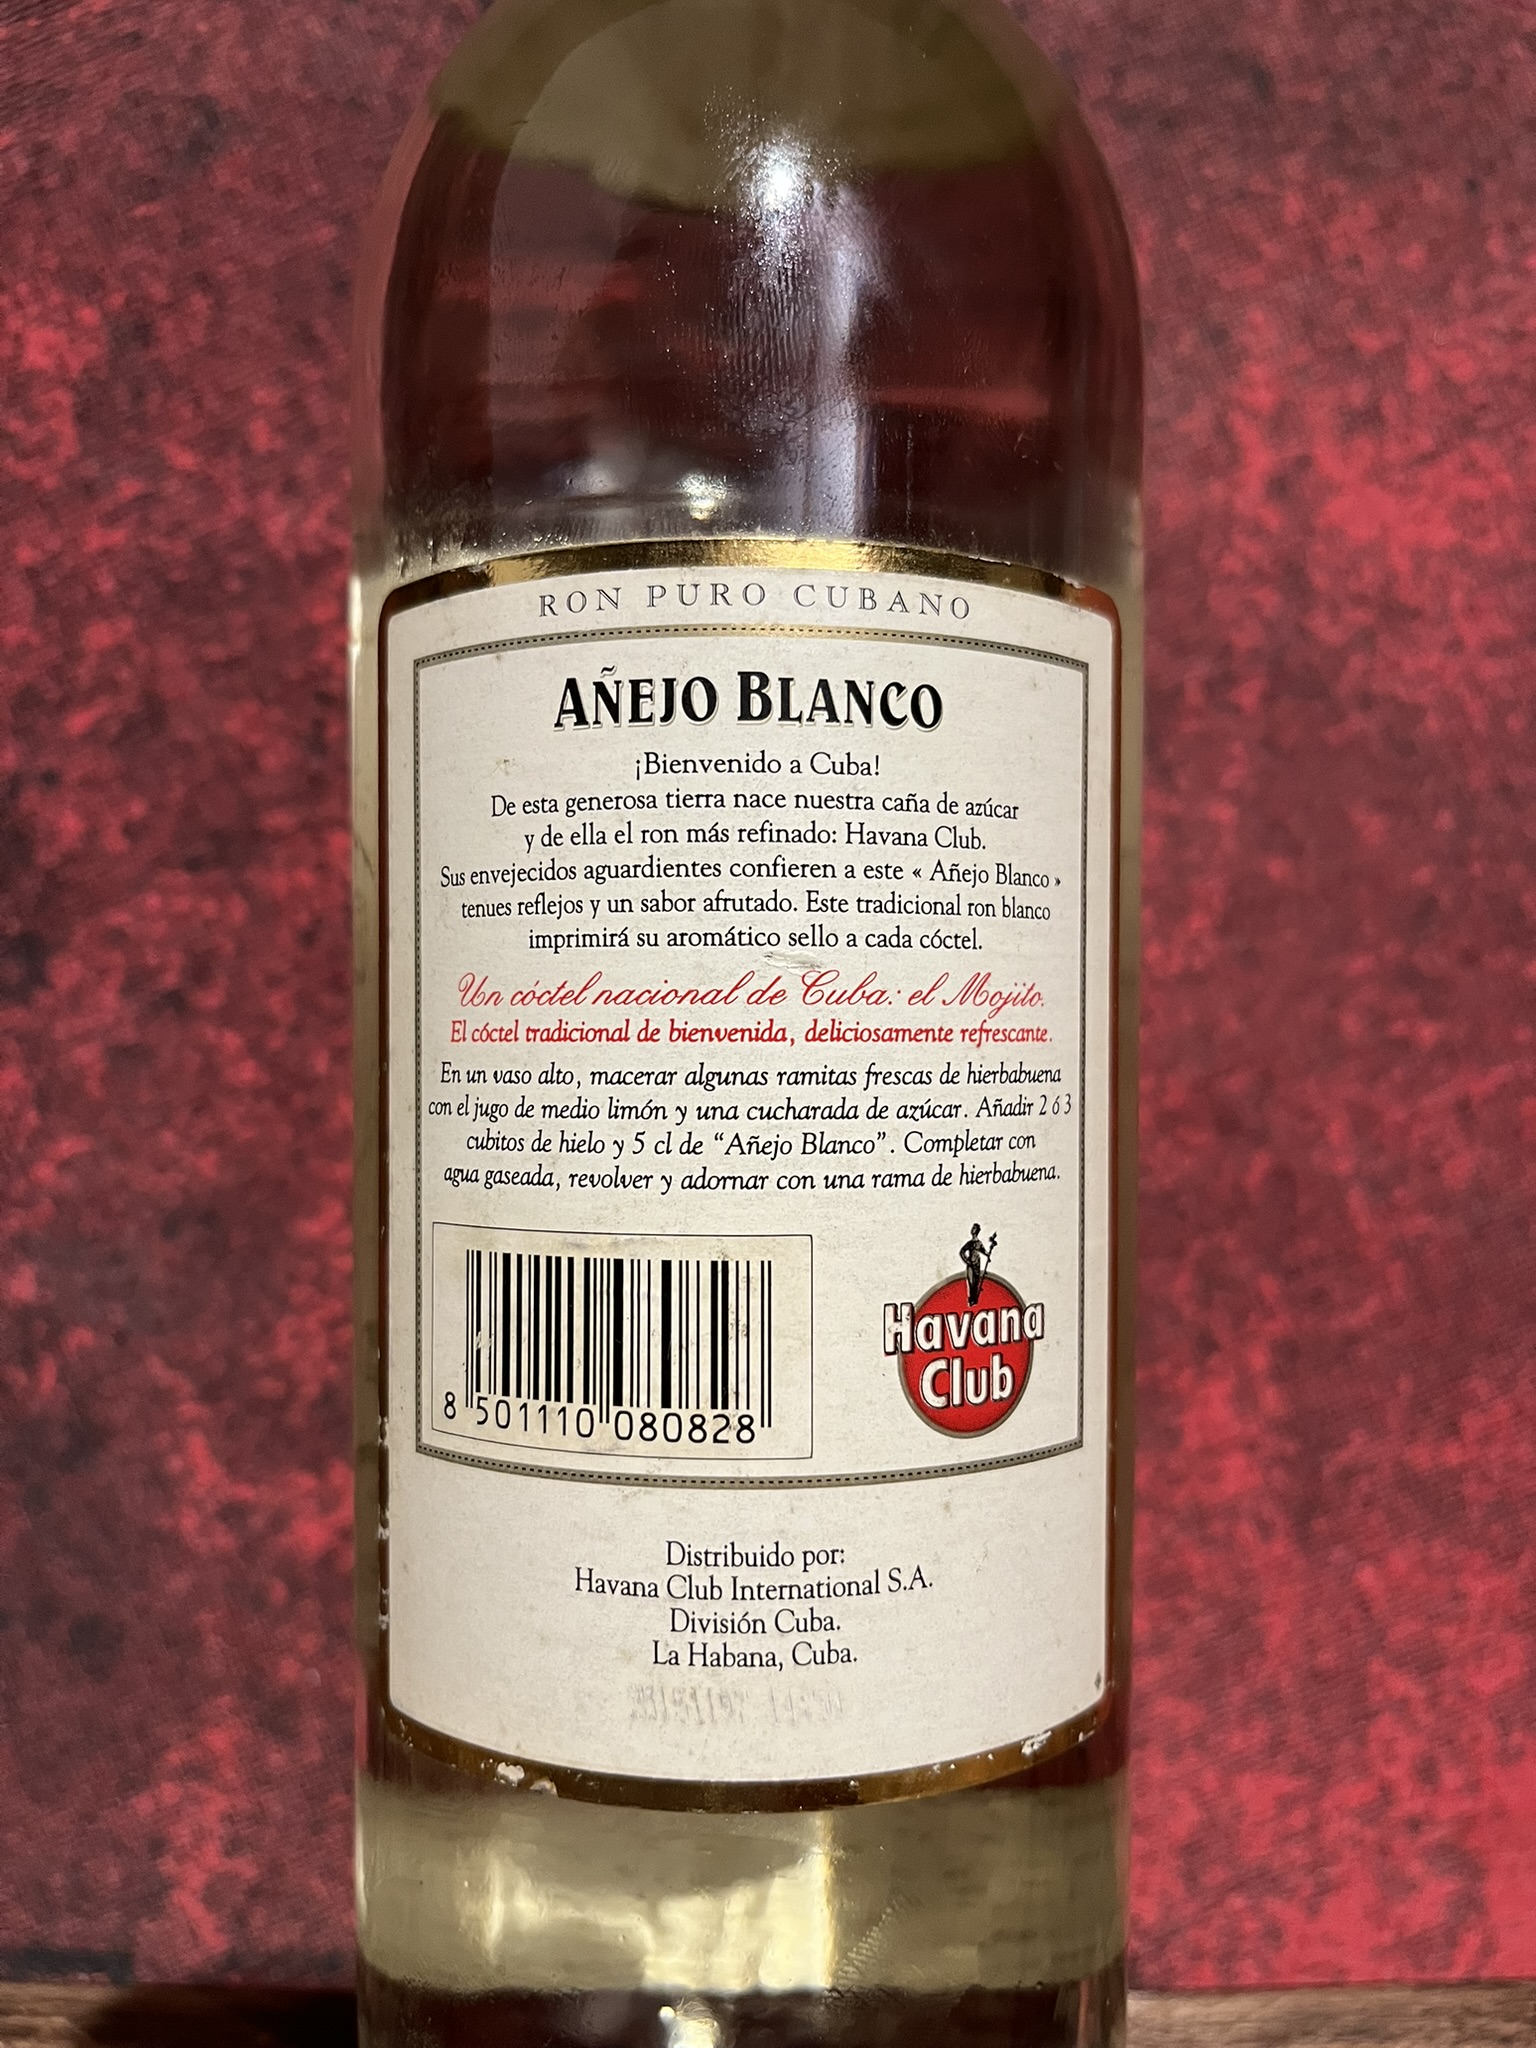 RON PURO CUBANO
AÑEJO BLANCO
¡Bienvenido a Cuba!
De esta generosa tierra nace nuestra caña de azúcar
y de ella el ron más refinado: Havana Club.
Sus envejecidos aguardientes confieren a este « Añejo Blanco »
tenues reflejos y un sabor afrutado. Este tradicional ron blanco
imprimirá su aromático sello a cada cóctel.
Un cóctel nacional de Cuba: el Mojito.
El cóctel tradicional de bienvenida, deliciosamente refrescante.
En un vaso alto, macerar algunas ramitas frescas de hierbabuena
con el jugo de medio limón y una cucharada de azúcar. Añadir 2 ó 3
cubitos de hielo y 5 cl de “Añejo Blanco”. Completar con
agua gaseada, revolver y adornar con una rama de hierbabuena.
8 501110 080828
Havana
Club
Distribuido por:
Havana Club International S.A.
División Cuba.
La Habana, Cuba.